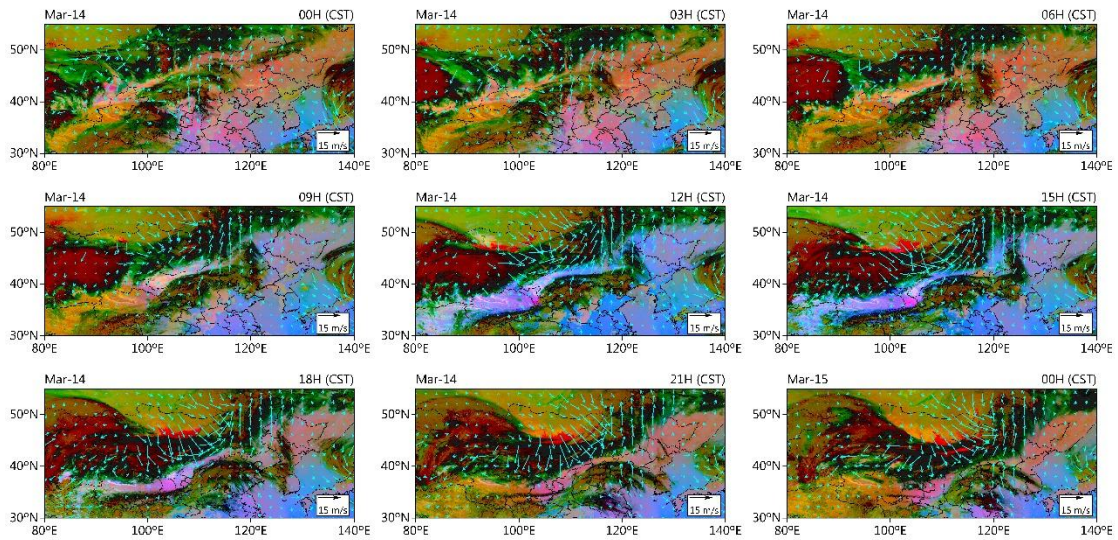 Mar-14 00H (CST) Mar-14 03H (CST) Mar-14 06H (CST)
50°N 50°N 50°N
40°N 40°N 40°N
15 m/s 15 m/s 15 m/s
30°N 30°N 30°N
80°E 100°E 120°E 140°E 80°E 100°E 120°E 140°E 80°E 100°E 120°E 140°E
Mar-14 09H (CST) Mar-14 12H (CST) Mar-14 15H (CST)
50°N 50°N 50°N
40°N 40°N 40°N
15 m/s 15 m/s 15 m/s
30°N 30°N 30°N
80°E 100°E 120°E 140°E 80°E 100°E 120°E 140°E 80°E 100°E 120°E 140°E
Mar-14 18H (CST) Mar-14 21H (CST) Mar-15 00H (CST)
50°N 50°N 50°N
40°N 40°N 40°N
15 m/s 15 m/s 15 m/s
30°N 30°N 30°N
80°E 100°E 120°E 140°E 80°E 100°E 120°E 140°E 80°E 100°E 120°E 140°E